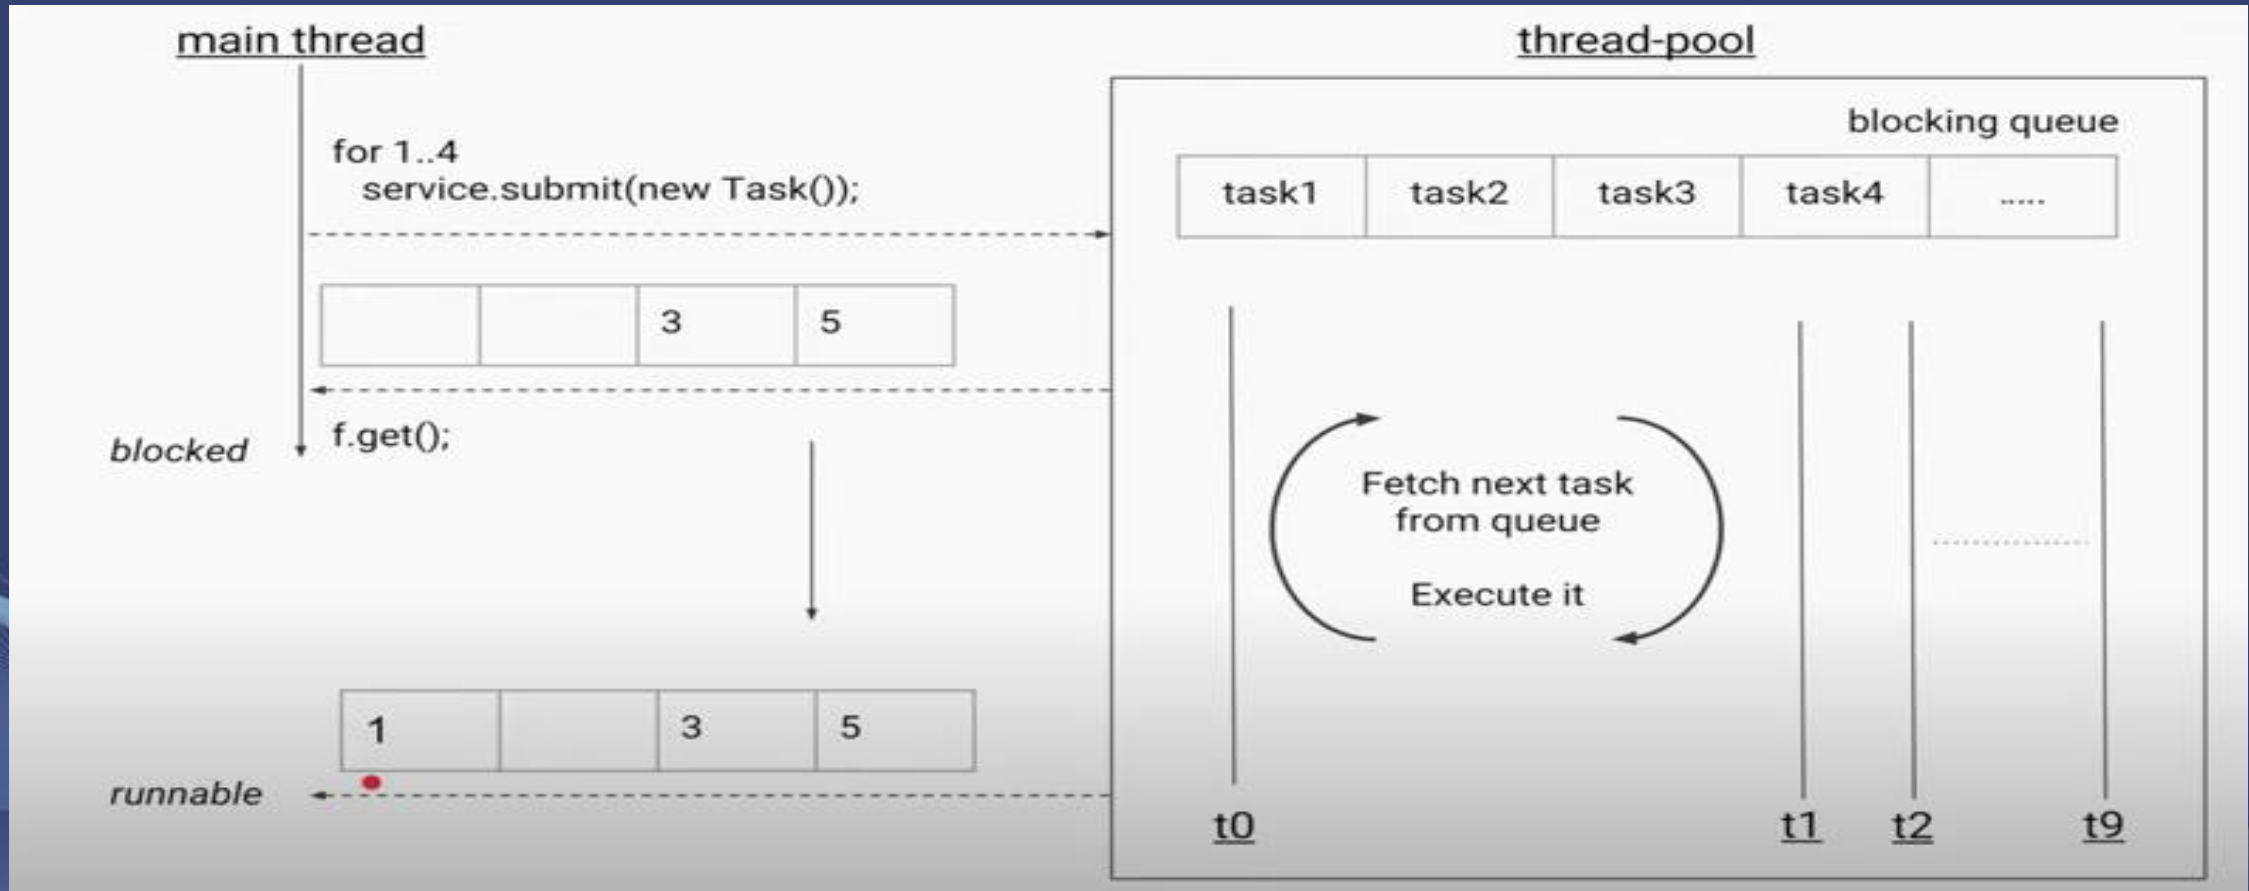 main thread
for 1..4
service.submit(new Task());
3 5
f.get();
blocked
1 3 5
runnable
thread-pool
blocking queue
task1 task2 task3 task4 .....
Fetch next task
from queue
Execute it
t0 t1 t2 t9